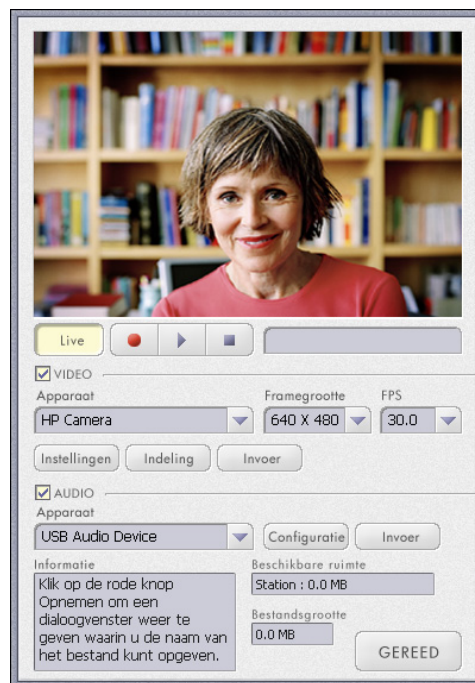 Live
VIDEO
Apparaat
Framegrootte
FPS
HP Camera
640 X 480
30.0
Instellingen
Indeling
Invoer
AUDIO
Apparaat
USB Audio Device
Configuratie
Invoer
Informatie
Klik op de rode knop
Opnemen om een
dialoogvenster weer te
geven waarin u de naam van
het bestand kunt opgeven.
Beschikbare ruimte
Station : 0.0 MB
Bestandsgrootte
0.0 MB
GEREED